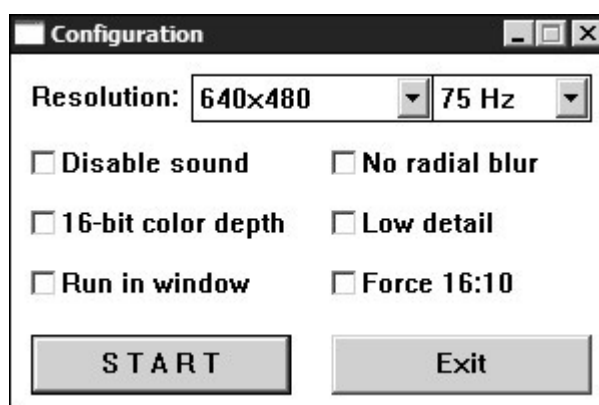 Configuration
Resolution: 640x480 75 Hz
Disable sound No radial blur
16-bit color depth Low detail
Run in window Force 16:10
START Exit